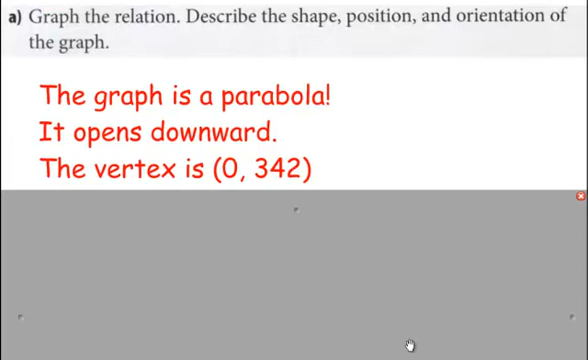 a) Graph the relation. Describe the shape, position, and orientation of
the graph.
The graph is a parabola!
It opens downward.
The vertex is (0, 342)